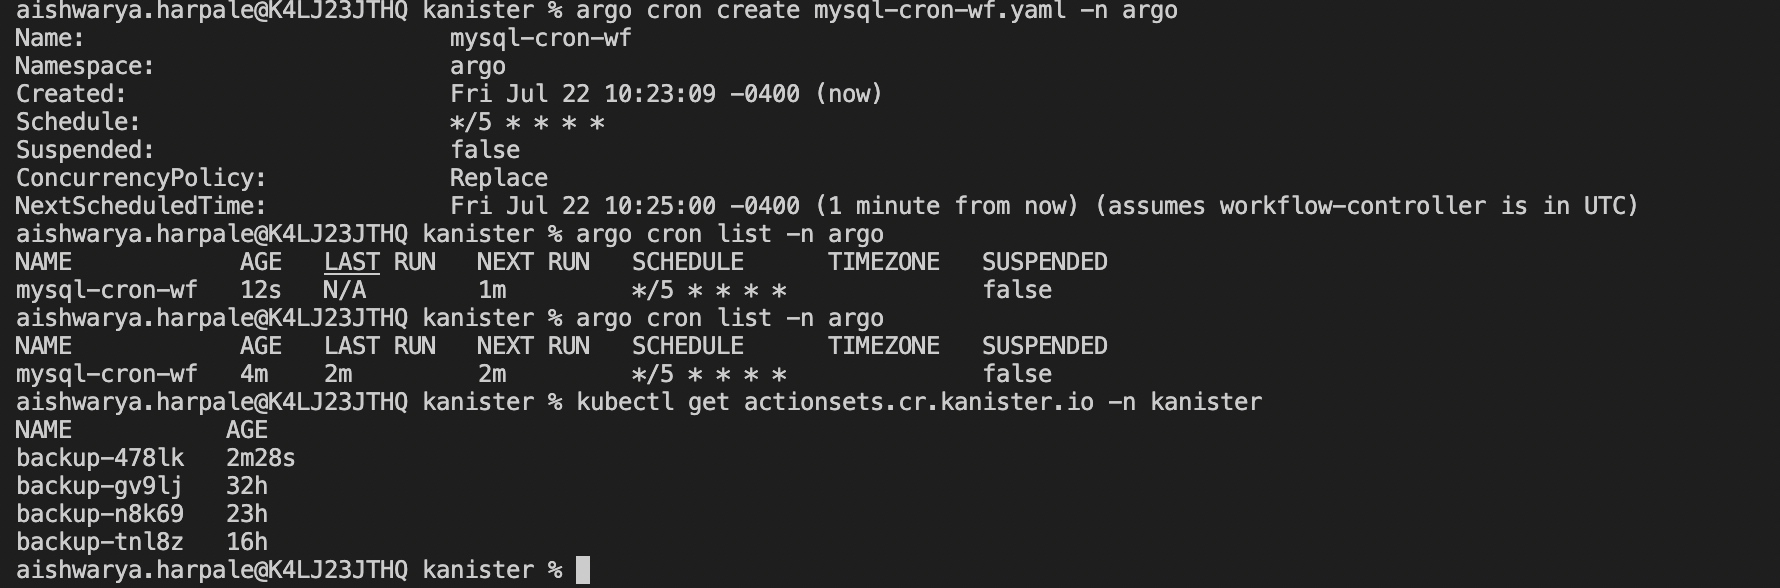 aishwarya.harpale@K4LJ23JTHQ kanister % argo cron create mysql-cron-wf.yaml -n argo
Name:                          mysql-cron-wf
Namespace:                     argo
Created:                       Fri Jul 22 10:23:09 -0400 (now)
Schedule:                      */5 * * * *
Suspended:                     false
ConcurrencyPolicy:             Replace
NextScheduledTime:             Fri Jul 22 10:25:00 -0400 (1 minute from now) (assumes workflow-controller is in UTC)
aishwarya.harpale@K4LJ23JTHQ kanister % argo cron list -n argo
NAME            AGE   LAST RUN   NEXT RUN   SCHEDULE      TIMEZONE   SUSPENDED
mysql-cron-wf   12s   N/A        1m         */5 * * * *              false
aishwarya.harpale@K4LJ23JTHQ kanister % argo cron list -n argo
NAME            AGE   LAST RUN   NEXT RUN   SCHEDULE      TIMEZONE   SUSPENDED
mysql-cron-wf   4m    2m         2m         */5 * * * *              false
aishwarya.harpale@K4LJ23JTHQ kanister % kubectl get actionsets.cr.kanister.io -n kanister
NAME           AGE
backup-478lk   2m28s
backup-gv9lj   32h
backup-n8k69   23h
backup-tnl8z   16h
aishwarya.harpale@K4LJ23JTHQ kanister %